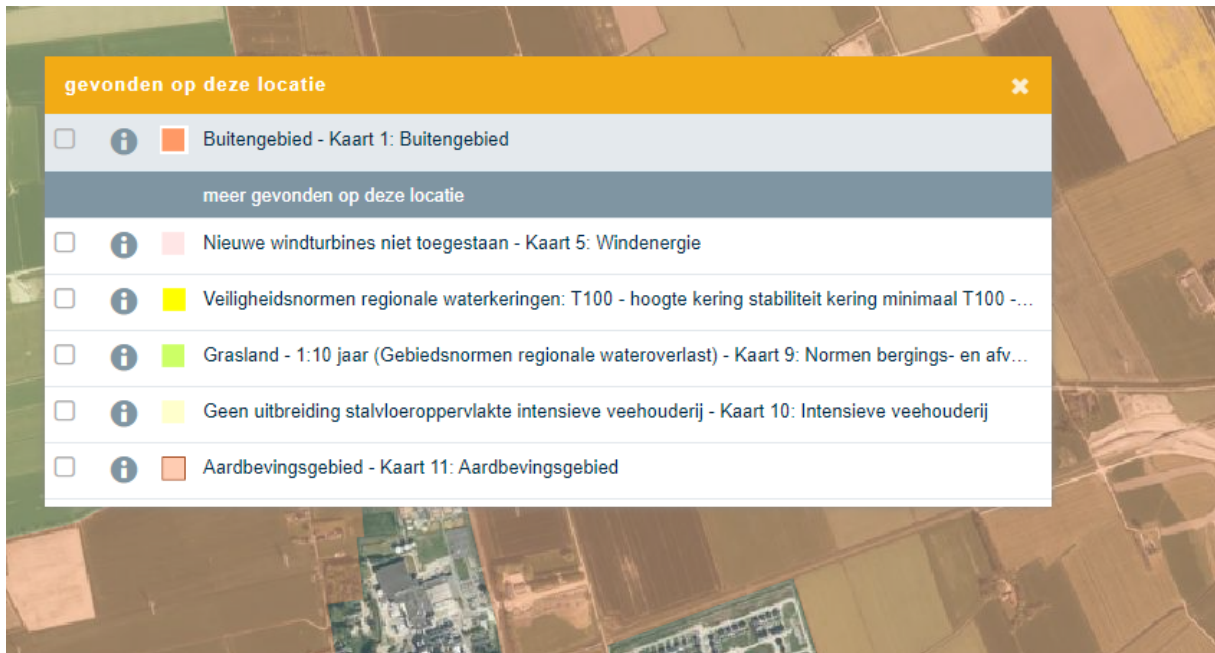 gevonden op deze locatie
Buitengebied - Kaart 1: Buitengebied
meer gevonden op deze locatie
Nieuwe windturbines niet toegestaan - Kaart 5: Windenergie
Veiligheidsnormen regionale waterkeringen: T100 - hoogte kering stabiliteit kering minimaal T100 -...
Grasland - 1:10 jaar (Gebiedsnormen regionale wateroverlast) - Kaart 9: Normen bergings- en afv...
Geen uitbreiding stalvloeroppervlakte intensieve veehouderij - Kaart 10: Intensieve veehouderij
Aardbevingsgebied - Kaart 11: Aardbevingsgebied